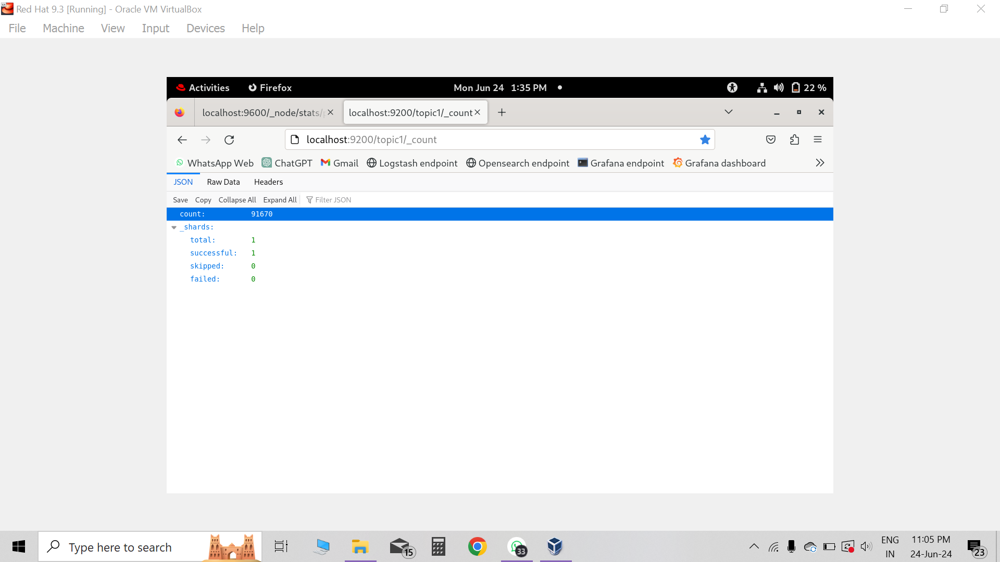 Red Hat 9.3 [Running] - Oracle VM VirtualBox
File Machine View Input Devices Help
Activities Firefox Mon Jun 24 1:35 PM 22 %
localhost:9600/_node/stats/ localhost:9200/topic1/_count
localhost:9200/topic1/_count
WhatsApp Web ChatGPT Gmail Logstash endpoint Opensearch endpoint Grafana endpoint Grafana dashboard
JSON Raw Data Headers
Save Copy Collapse All Expand All Filter JSON
count: 91670
_shards:
total: 1
successful: 1
skipped: 0
failed: 0
Type here to search 15 33 ENG 11:05 PM
IN 24-Jun-24 23